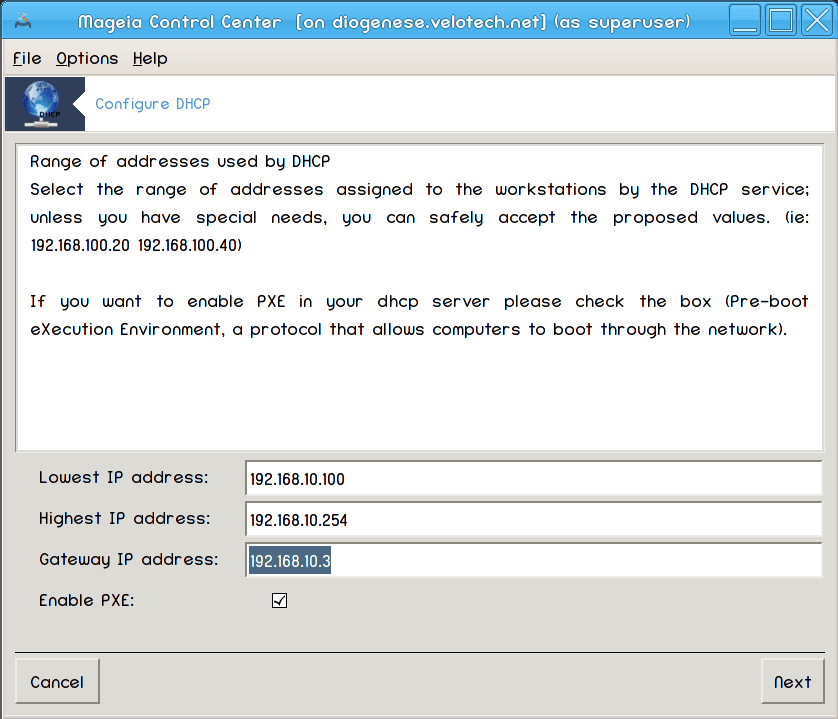 Mageia Control Center [on diogenese.velotech.net] (as superuser)
File Options Help
DHCP
Configure DHCP
Range of addresses used by DHCP
Select the range of addresses assigned to the workstations by the DHCP service;
unless you have special needs, you can safely accept the proposed values. (ie:
192.168.100.20 192.168.100.40)
If you want to enable PXE in your dhcp server please check the box (Pre-boot
eXecution Environment, a protocol that allows computers to boot through the network).
Lowest IP address: 192.168.10.100
Highest IP address: 192.168.10.254
Gateway IP address: 192.168.10.3
Enable PXE:
Cancel Next